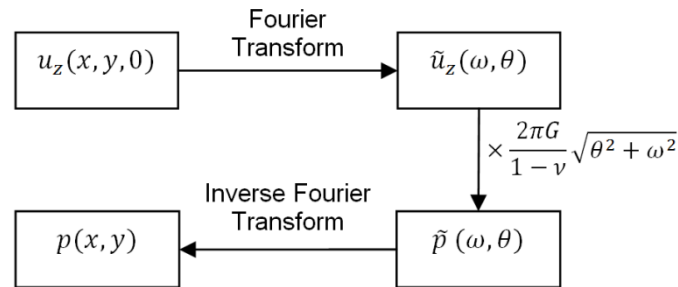 Fourier
Transform
u_z(x, y, 0)
ũ_z(ω, θ)
× 2πG / (1 − ν) √(θ² + ω²)
Inverse Fourier
Transform
p(x, y)
p̃ (ω, θ)